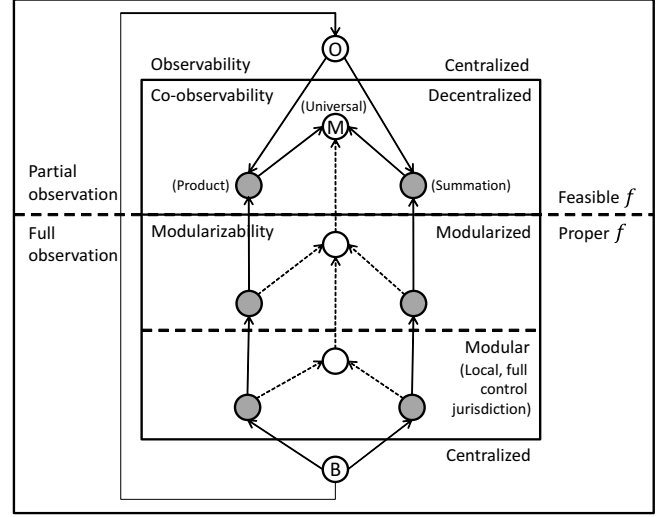 O
Observability
Centralized
Co-observability
Decentralized
(Universal)
M
Partial
observation
(Product)
(Summation)
Feasible f
Full
observation
Modularizability
Modularized
Proper f
Modular
(Local, full
control
jurisdiction)
Centralized
B